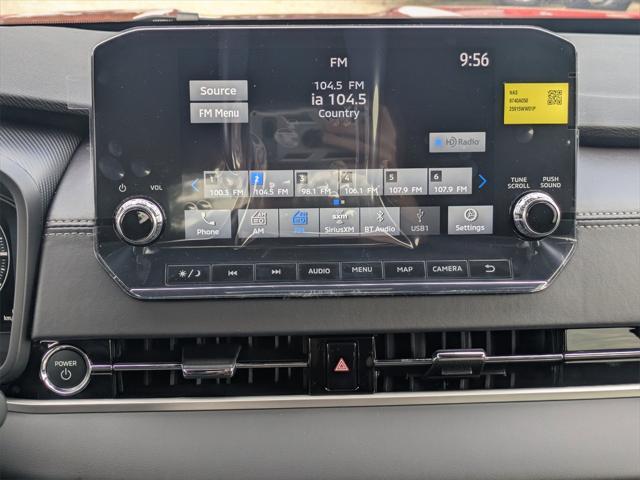 FM 9:56
Source
FM Menu
104.5 FM
ia 104.5
Country
NAS
8740A058
25915WW01P
HD Radio
1 2 3 4 5 6
100.3 FM 104.5 FM 98.1 FM 106.1 FM 107.9 FM 107.9 FM
VOL
TUNE SCROLL
PUSH SOUND
Phone AM FM SiriusXM BT Audio USB1 Settings
sxm
AUDIO MENU MAP CAMERA
POWER